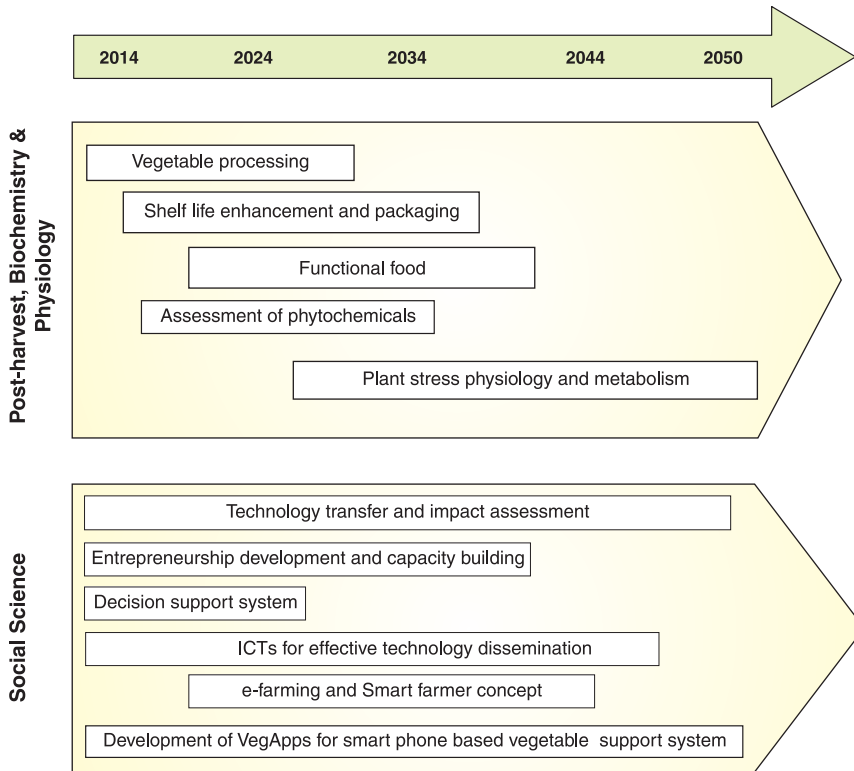 2014 2024 2034 2044 2050
Post-harvest, Biochemistry &
Physiology
Vegetable processing
Shelf life enhancement and packaging
Functional food
Assessment of phytochemicals
Plant stress physiology and metabolism
Social Science
Technology transfer and impact assessment
Entrepreneurship development and capacity building
Decision support system
ICTs for effective technology dissemination
e-farming and Smart farmer concept
Development of VegApps for smart phone based vegetable support system